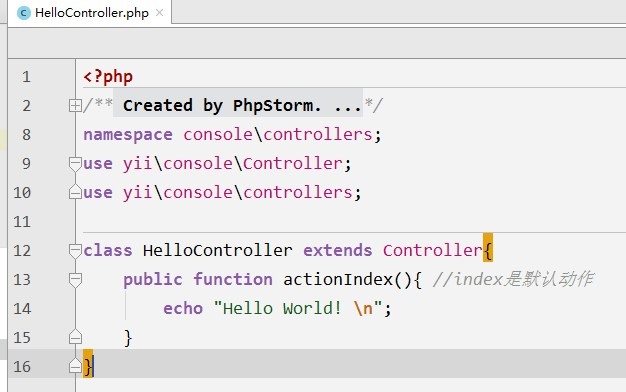 HelloController.php
1 <?php
2 /** Created by PhpStorm. ...*/
8 namespace console\controllers;
9 use yii\console\Controller;
10 use yii\console\controllers;
11
12 class HelloController extends Controller{
13 public function actionIndex(){ //index是默认动作
14 echo "Hello World! \n";
15 }
16 }